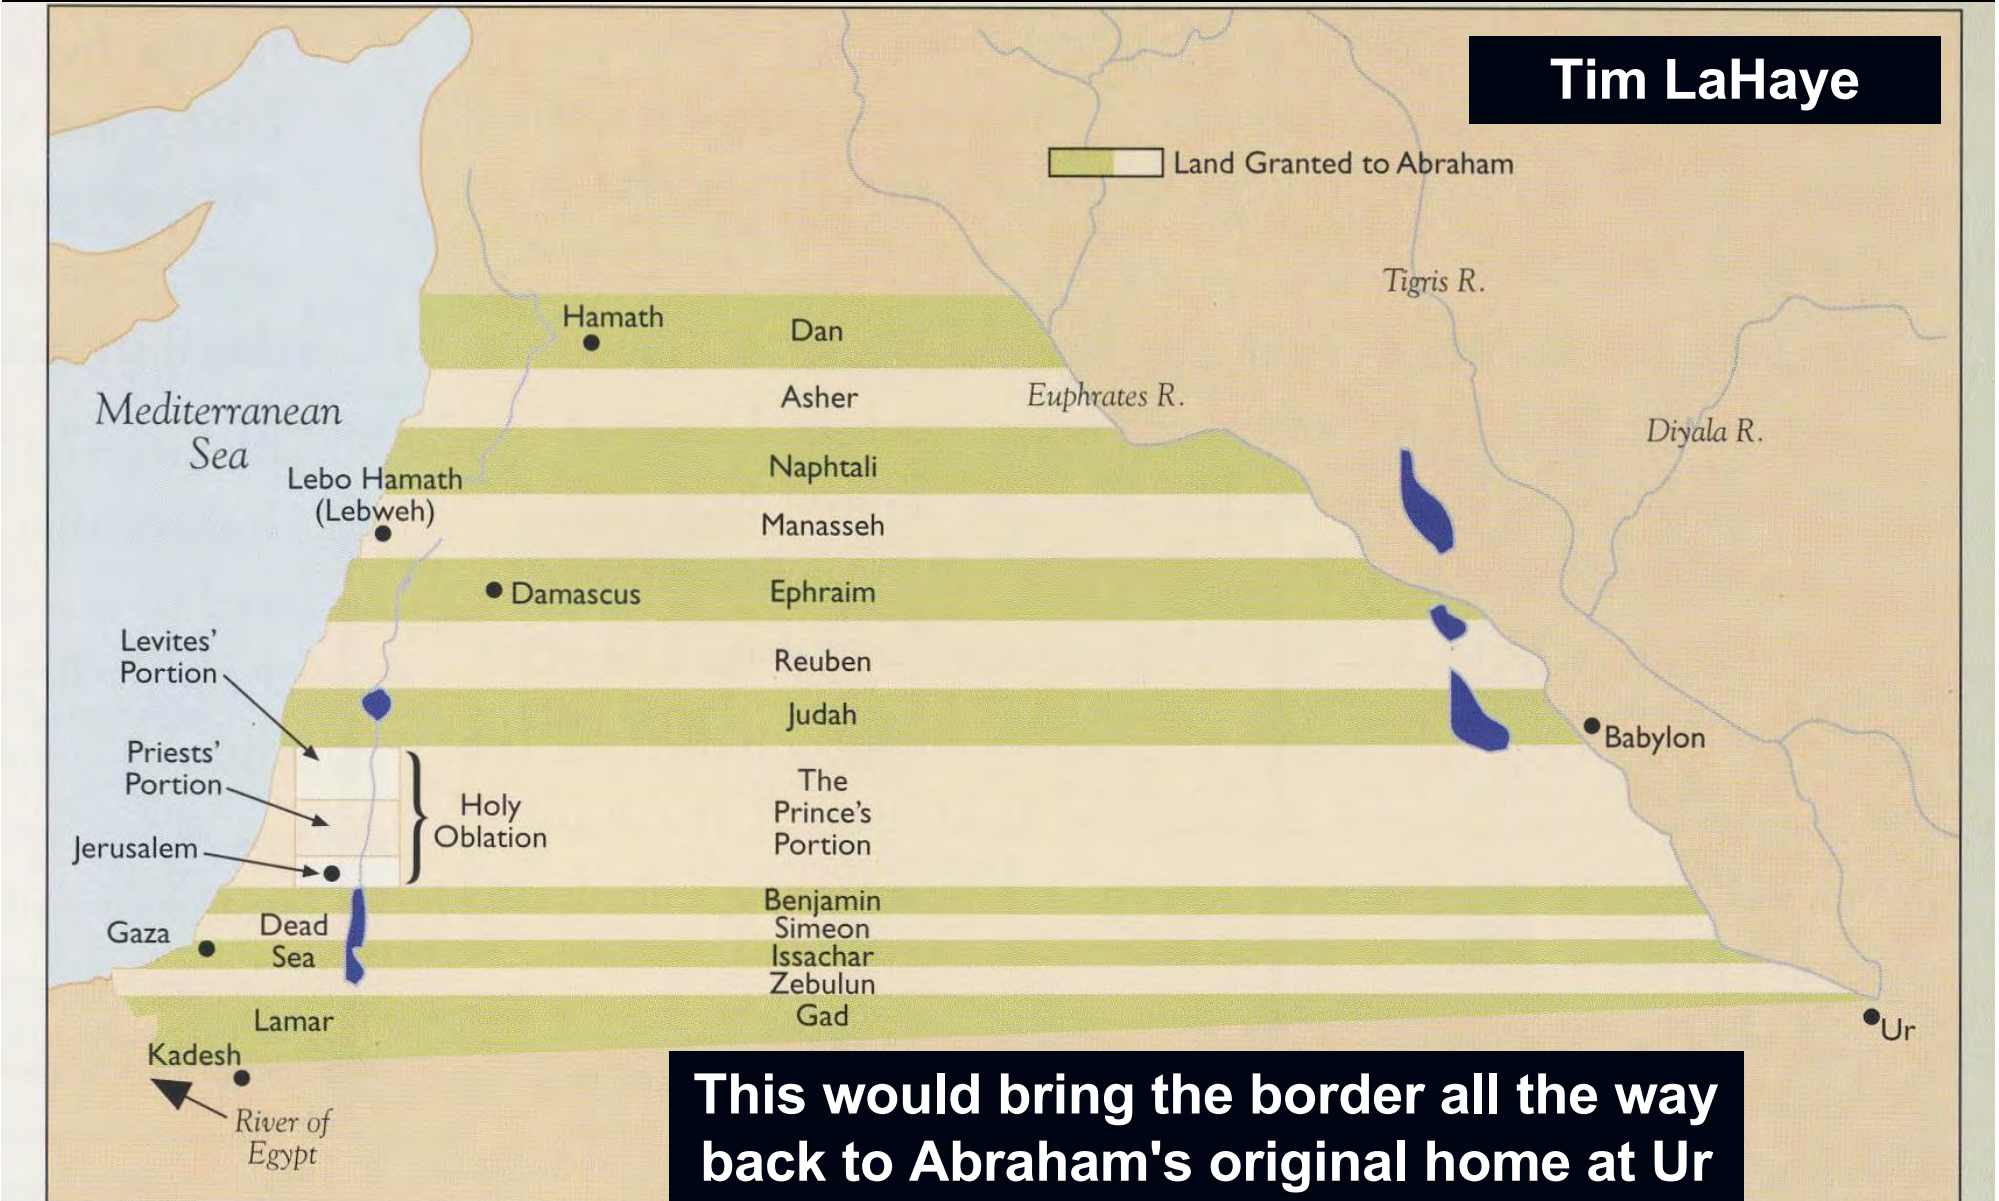 Tim LaHaye
Land Granted to Abraham
Tigris R.
Hamath
Dan
Asher
Euphrates R.
Mediterranean
Sea
Diyala R.
Naphtali
Lebo Hamath
(Lebweh)
Manasseh
Damascus
Ephraim
Levites’
Portion
Reuben
Judah
Babylon
Priests’
Portion
The
Prince’s
Portion
Holy
Oblation
Jerusalem
Benjamin
Gaza
Dead
Sea
Simeon
Issachar
Zebulun
Lamar
Gad
Ur
Kadesh
River of
Egypt
This would bring the border all the way
back to Abraham's original home at Ur